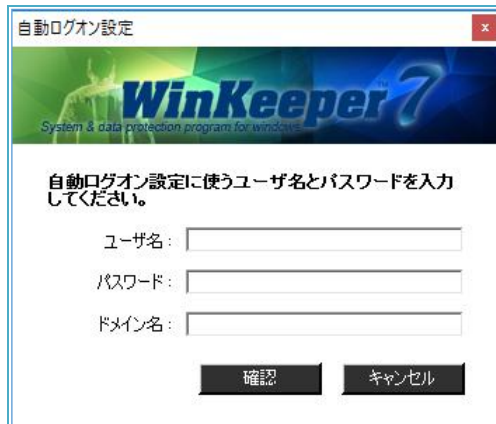 自動ログオン設定
x
WinKeeper 7
TM
System & data protection program for windows
自動ログオン設定に使うユーザ名とパスワードを入力
してください。
ユーザ名 :
パスワード :
ドメイン名 :
確認 キャンセル